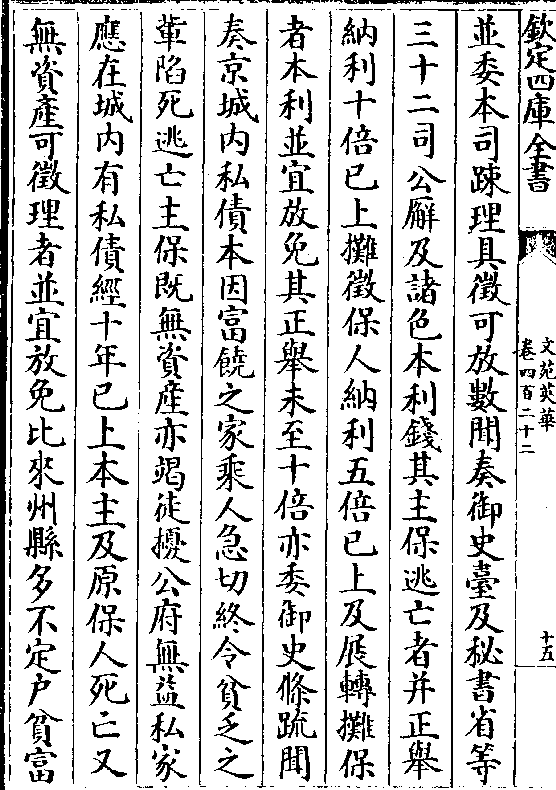 欽定四庫全書
文苑英華
卷四百二十二
十五
並委本司踈理具徵可放數聞奏御史臺及秘書省等
三十二司公廨及諸色本利錢其主保逃亡者并正舉
納利十倍已上攤徵保人納利五倍已上及展轉攤保
者本利並宜放免其正舉未至十倍亦委御史條疏聞
奏京城内私債本因富饒之家乘人急切終令貧乏之
軰陷死逃亡主保既無資産亦竭徒擾公府無益私家
應在城内有私債經十年已上本主及原保人死亡又
無資產可徵理者並宜放免比來州縣多不定户貧富